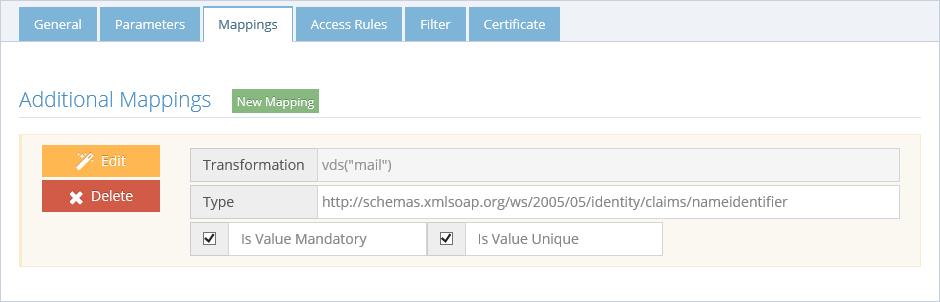 General Parameters Mappings Access Rules Filter Certificate
Additional Mappings New Mapping
Edit
Transformation vds("mail")
Delete
Type http://schemas.xmlsoap.org/ws/2005/05/identity/claims/nameidentifier
Is Value Mandatory Is Value Unique